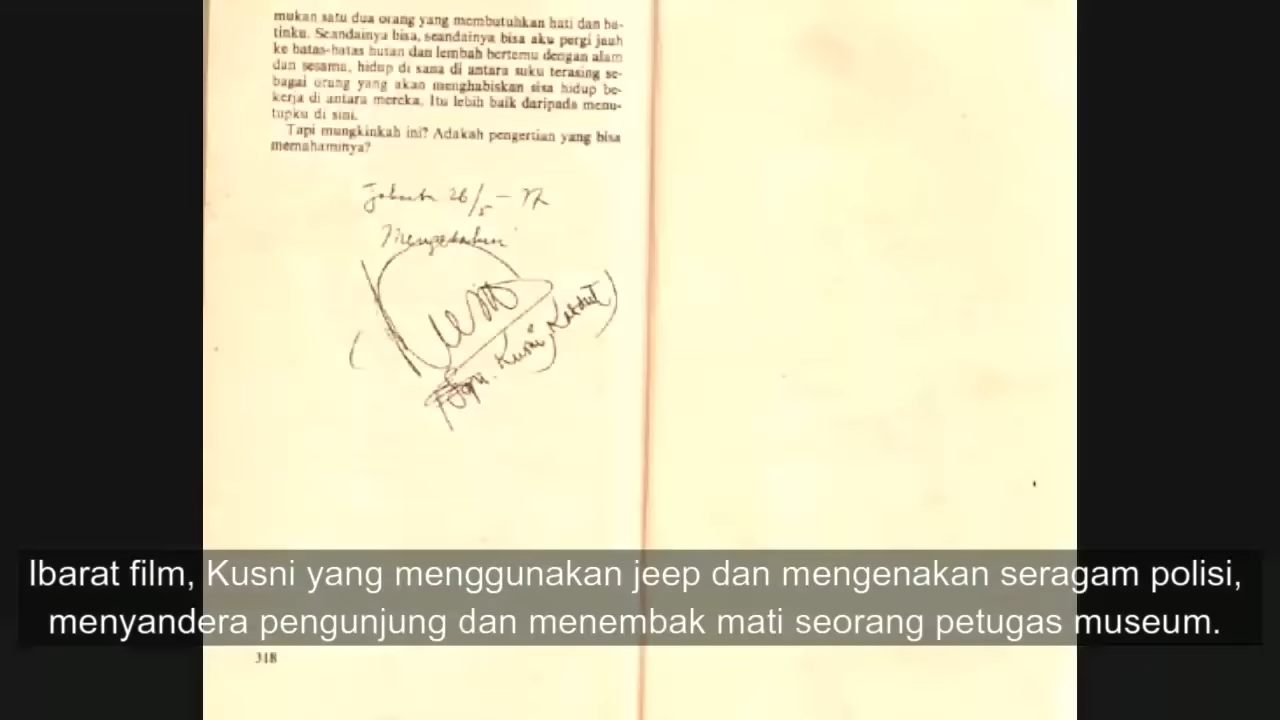 mukan satu dua orang yang membutuhkan hati dan ba-
tinku. Seandainya bisa, seandainya bisa aku pergi jauh
ke batas-batas hutan dan lembah bertemu dengan alam
dan sesama, hidup di sana di antara suku terasing se-
bagai orang yang akan menghabiskan sisa hidup be-
kerja di antara mereka. Itu lebih baik daripada menu-
tupku di sini.
Tapi mungkinkah ini? Adakah pengertian yang bisa
memahaminya?
Jakarta 26/5 -
Mengetahui
Kusni Kasdut)
Ibarat film, Kusni yang menggunakan jeep dan mengenakan seragam polisi,
menyandera pengunjung dan menembak mati seorang petugas museum.
318